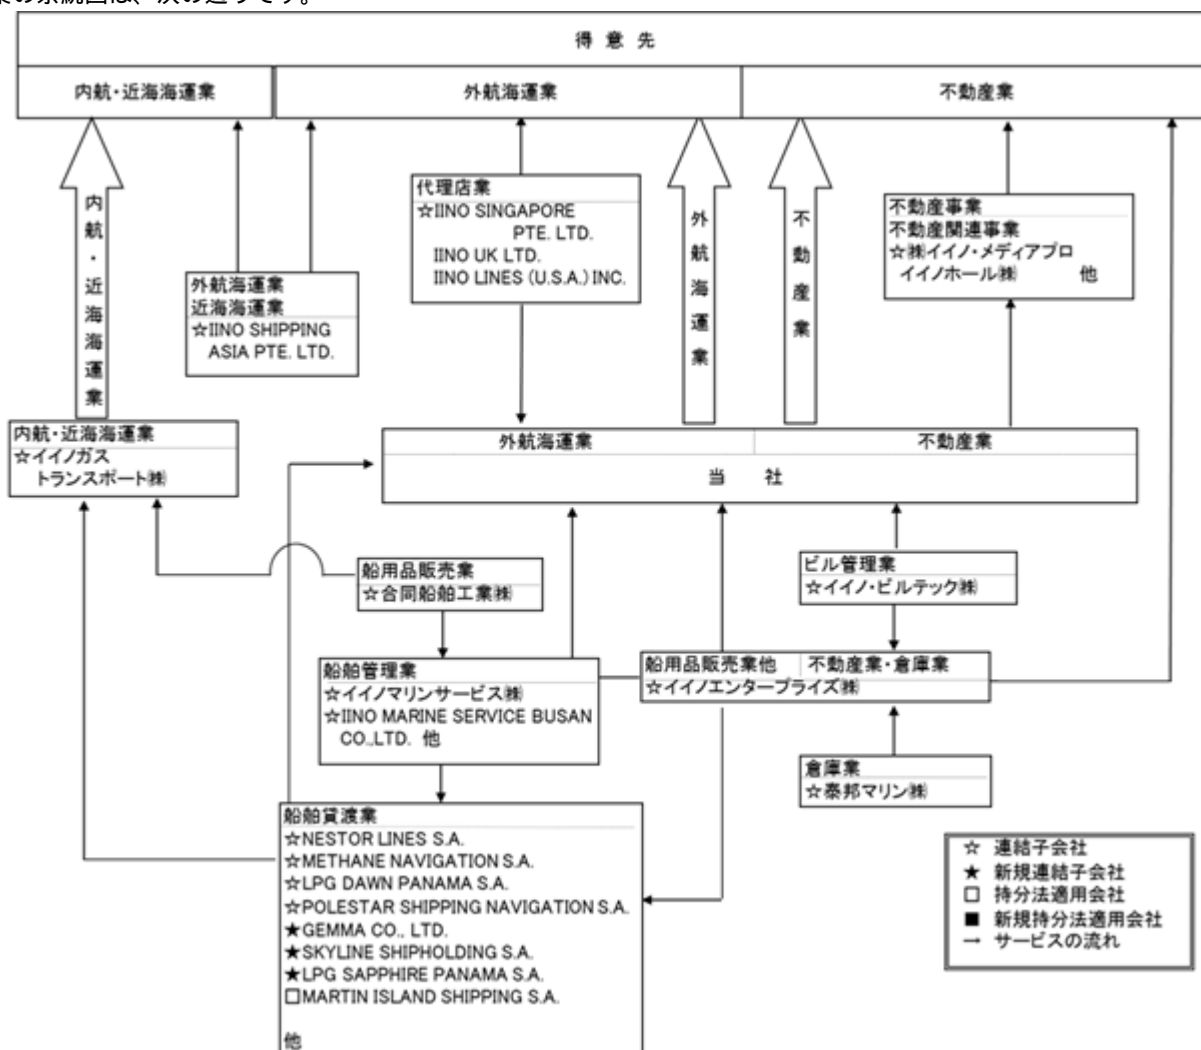 得意先
内航・近海海運業
外航海運業
不動産業
内航・近海海運業
外航海運業
近海海運業
☆IINO SHIPPING
ASIA PTE. LTD.
代理店業
☆IINO SINGAPORE
PTE. LTD.
IINO UK LTD.
IINO LINES (U.S.A.) INC.
外航海運業
不動産業
不動産事業
不動産関連事業
☆㈱イイノ・メディアプロ
イイノホール㈱ 他
内航・近海海運業
☆イイノガス
トランスポート㈱
外航海運業
不動産業
当社
船用品販売業
☆合同船舶工業㈱
ビル管理業
☆イイノ・ビルテック㈱
船舶管理業
☆イイノマリンサービス㈱
☆IINO MARINE SERVICE BUSAN
CO.,LTD. 他
船用品販売業他
不動産業・倉庫業
☆イイノエンタープライズ㈱
倉庫業
☆泰邦マリン㈱
船舶貸渡業
☆NESTOR LINES S.A.
☆METHANE NAVIGATION S.A.
☆LPG DAWN PANAMA S.A.
☆POLESTAR SHIPPING NAVIGATION S.A.
★GEMMA CO., LTD.
★SKYLINE SHIPHOLDING S.A.
★LPG SAPPHIRE PANAMA S.A.
□MARTIN ISLAND SHIPPING S.A.
他
☆ 連結子会社
★ 新規連結子会社
□ 持分法適用会社
■ 新規持分法適用会社
→ サービスの流れ